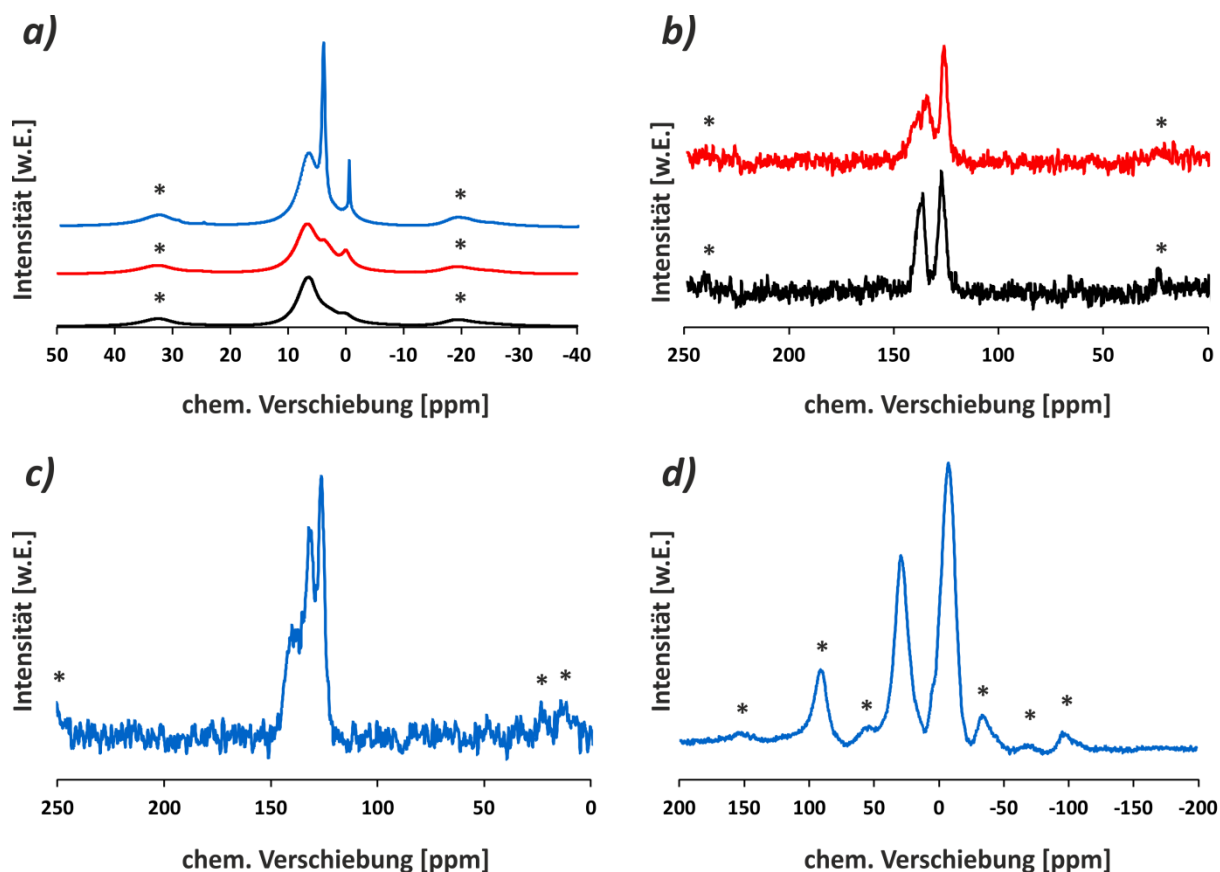 a)
Intensität [w.E.]
* *
* *
* *
50 40 30 20 10 0 -10 -20 -30 -40
chem. Verschiebung [ppm]
b)
Intensität [w.E.]
* *
* *
250 200 150 100 50 0
chem. Verschiebung [ppm]
c)
Intensität [w.E.]
* * *
250 200 150 100 50 0
chem. Verschiebung [ppm]
d)
Intensität [w.E.]
* * * * * *
200 150 100 50 0 -50 -100 -150 -200
chem. Verschiebung [ppm]